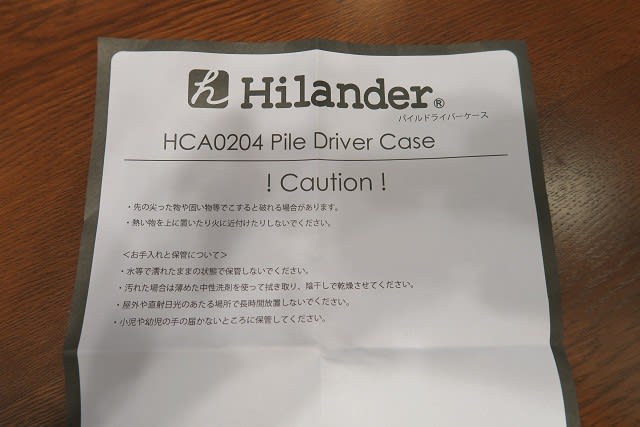 h Hilander®
パイルドライバーケース
HCA0204 Pile Driver Case
! Caution !
・先の尖った物や固い物等でこすると破れる場合があります。
・熱い物を上に置いたり火に近付けたりしないでください。
＜お手入れと保管について＞
・水等で濡れたままの状態で保管しないでください。
・汚れた場合は薄めた中性洗剤を使って拭き取り、陰干しで乾燥させてください。
・屋外や直射日光のあたる場所で長時間放置しないでください。
・小児や幼児の手の届かないところに保管してください。